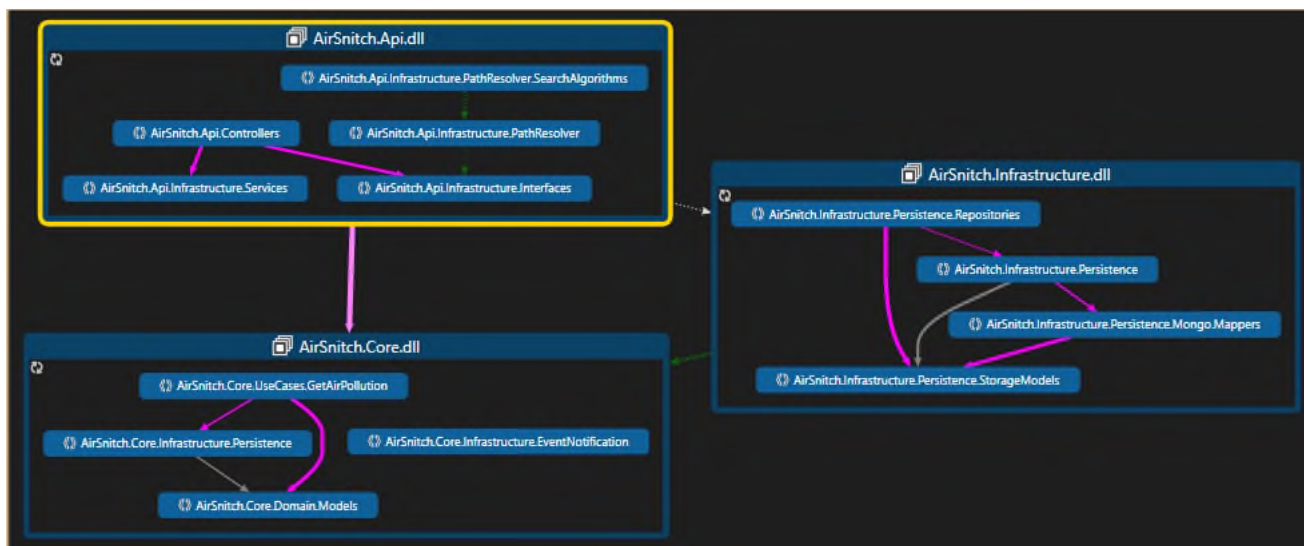 AirSnitch.Api.dll
AirSnitch.Api.Infrastructure.PathResolver.SearchAlgorithms
AirSnitch.Api.Controllers
AirSnitch.Api.Infrastructure.PathResolver
AirSnitch.Api.Infrastructure.Services
AirSnitch.Api.Infrastructure.Interfaces
AirSnitch.Infrastructure.dll
AirSnitch.Infrastructure.Persistence.Repositories
AirSnitch.Infrastructure.Persistence
AirSnitch.Infrastructure.Persistence.Mongo.Mappers
AirSnitch.Infrastructure.Persistence.StorageModels
AirSnitch.Core.dll
AirSnitch.Core.UseCases.GetAirPollution
AirSnitch.Core.Infrastructure.Persistence
AirSnitch.Core.Infrastructure.EventNotification
AirSnitch.Core.Domain.Models